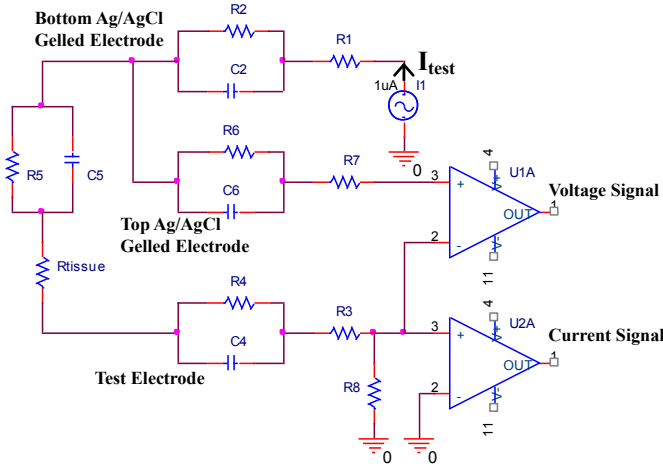 Bottom Ag/AgCl
Gelled Electrode
R2
C2
R1
I_test
1uA
I1
0
R5
C5
R6
C6
R7
Top Ag/AgCl
Gelled Electrode
3
+
2
-
4
V+
U1A
OUT
1
V-
11
Voltage Signal
Rtissue
R4
C4
Test Electrode
R3
R8
0
3
+
2
-
0
4
V+
U2A
OUT
1
V-
11
Current Signal